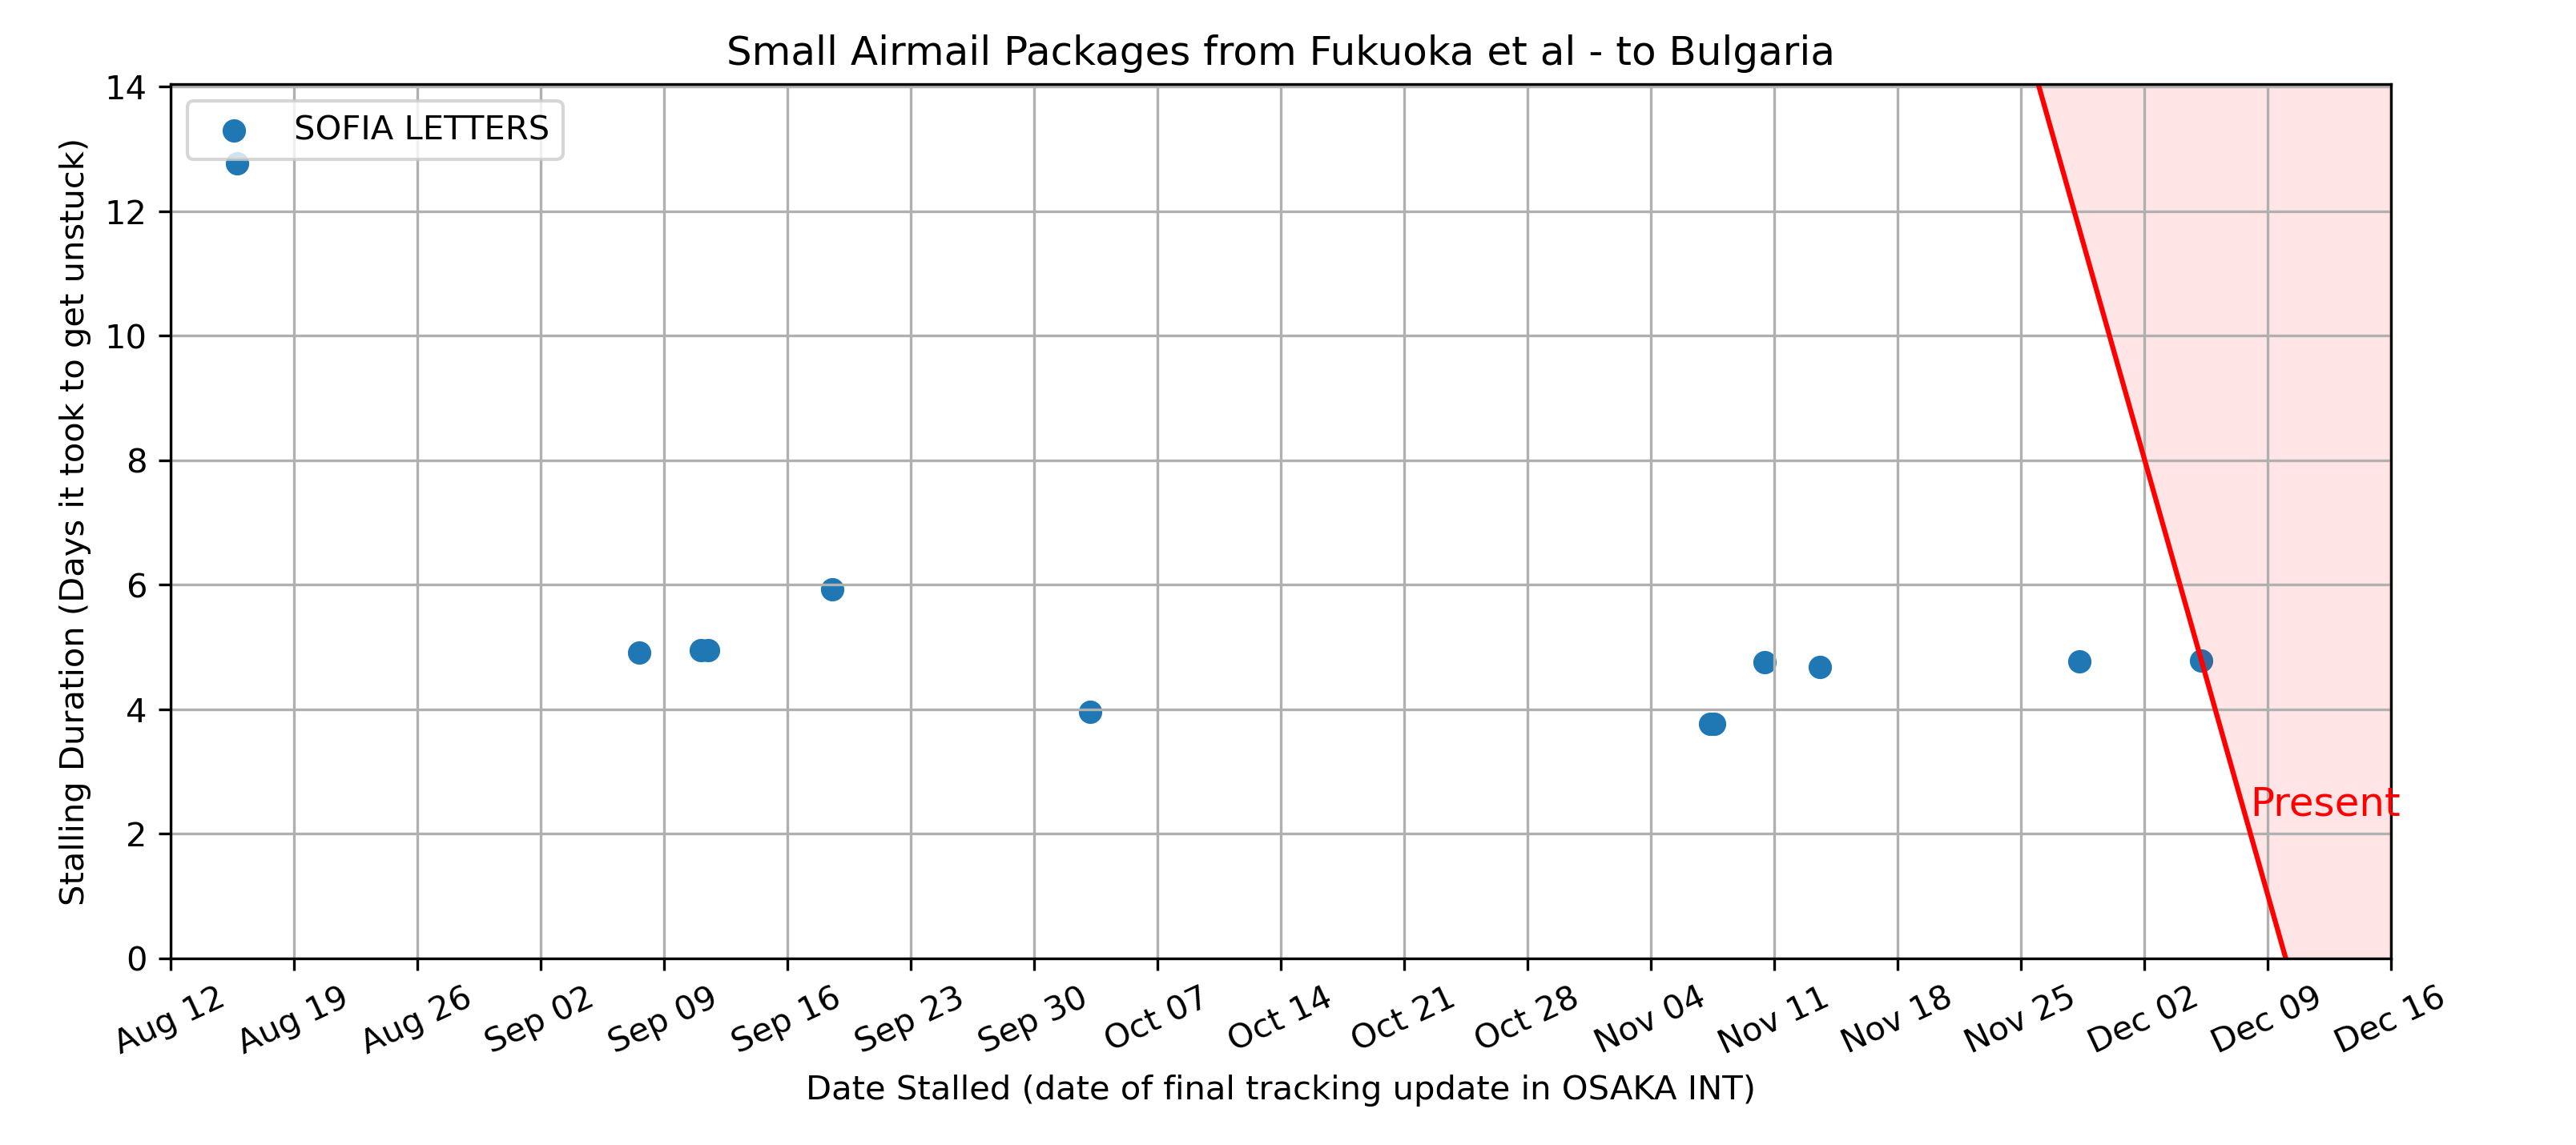 Small Airmail Packages from Fukuoka et al - to Bulgaria
SOFIA LETTERS
Stalling Duration (Days it took to get unstuck)
14
12
10
8
6
4
2
0
Present
Aug 12
Aug 19
Aug 26
Sep 02
Sep 09
Sep 16
Sep 23
Sep 30
Oct 07
Oct 14
Oct 21
Oct 28
Nov 04
Nov 11
Nov 18
Nov 25
Dec 02
Dec 09
Dec 16
Date Stalled (date of final tracking update in OSAKA INT)